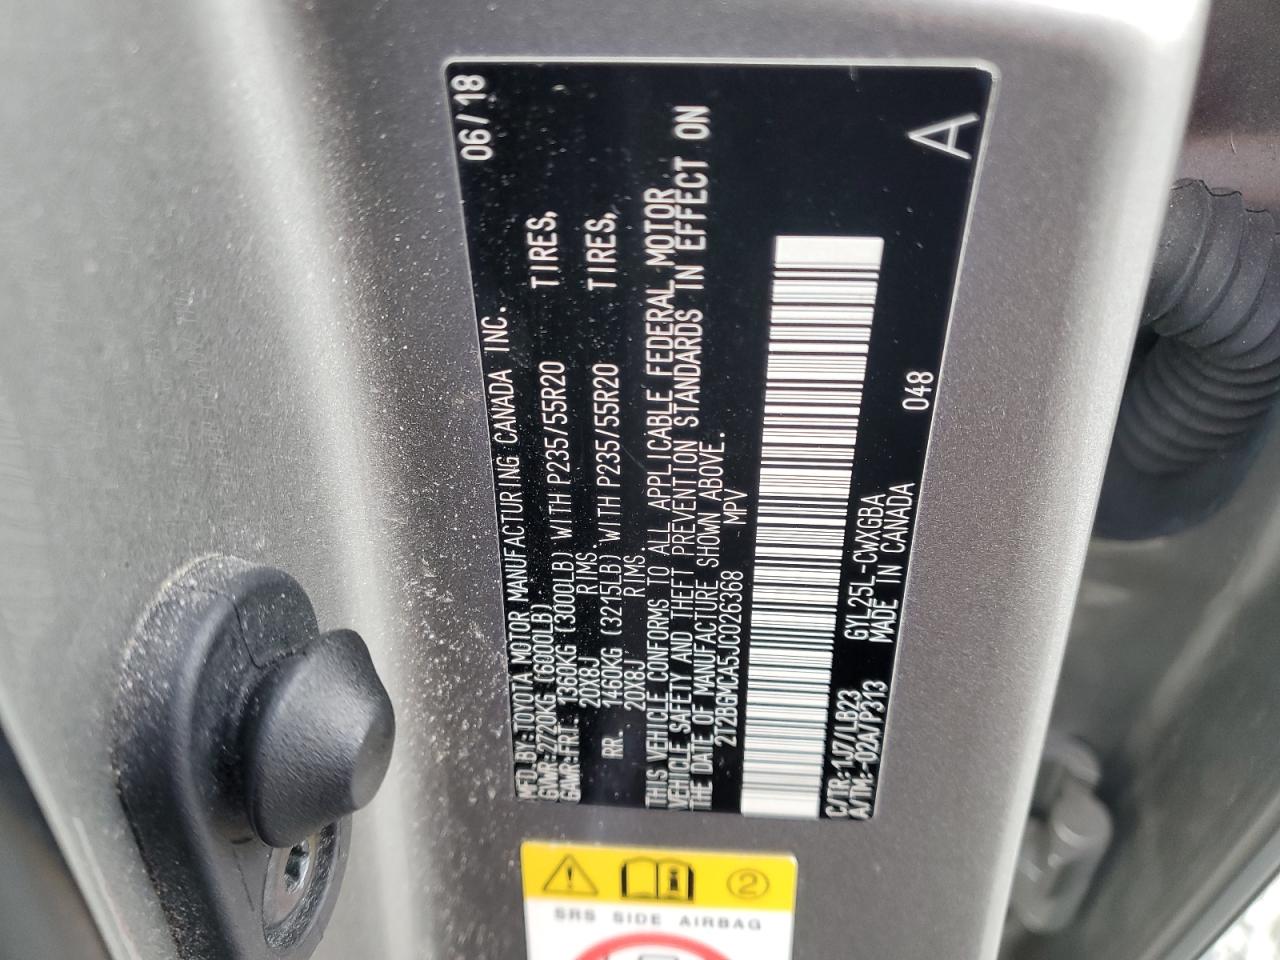 MFD.BY:TOYOTA MOTOR MANUFACTURING CANADA INC. 06/18
GVWR:2720KG (6000LB)
GAWR:FRT. 1360KG (3000LB) WITH P235/55R20 TIRES,
20X8J RIMS.
RR. 1460KG (3215LB) WITH P235/55R20 TIRES,
20X8J RIMS.
THIS VEHICLE CONFORMS TO ALL APPLICABLE FEDERAL MOTOR
VEHICLE SAFETY AND THEFT PREVENTION STANDARDS IN EFFECT ON
THE DATE OF MANUFACTURE SHOWN ABOVE.
2T2BGMCA5JC026368 MPV
C/TR:1J7/LB23 GYL25L-CWXGBA 048
A/TM:-02A/P313 MADE IN CANADA
A
2
SRS SIDE AIRBAG